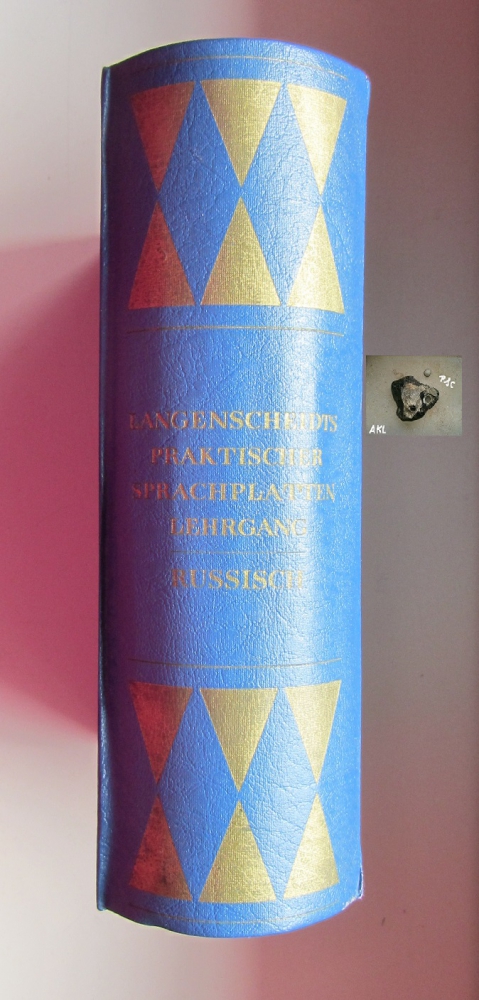 LANGENSCHEIDTS
PRAKTISCHER
SPRACHPLATTEN
LEHRGANG
RUSSISCH
AKL